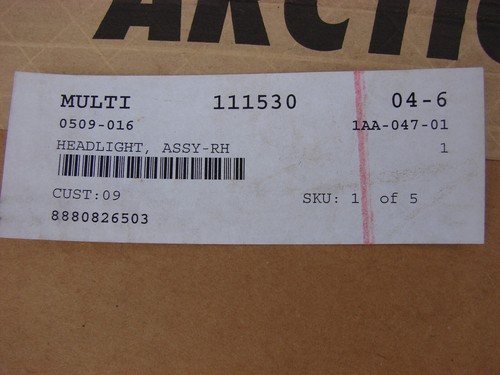 ARCTIC
MULTI 111530 04-6
0509-016 1AA-047-01
HEADLIGHT, ASSY-RH 1
CUST:09 SKU: 1 of 5
8880826503